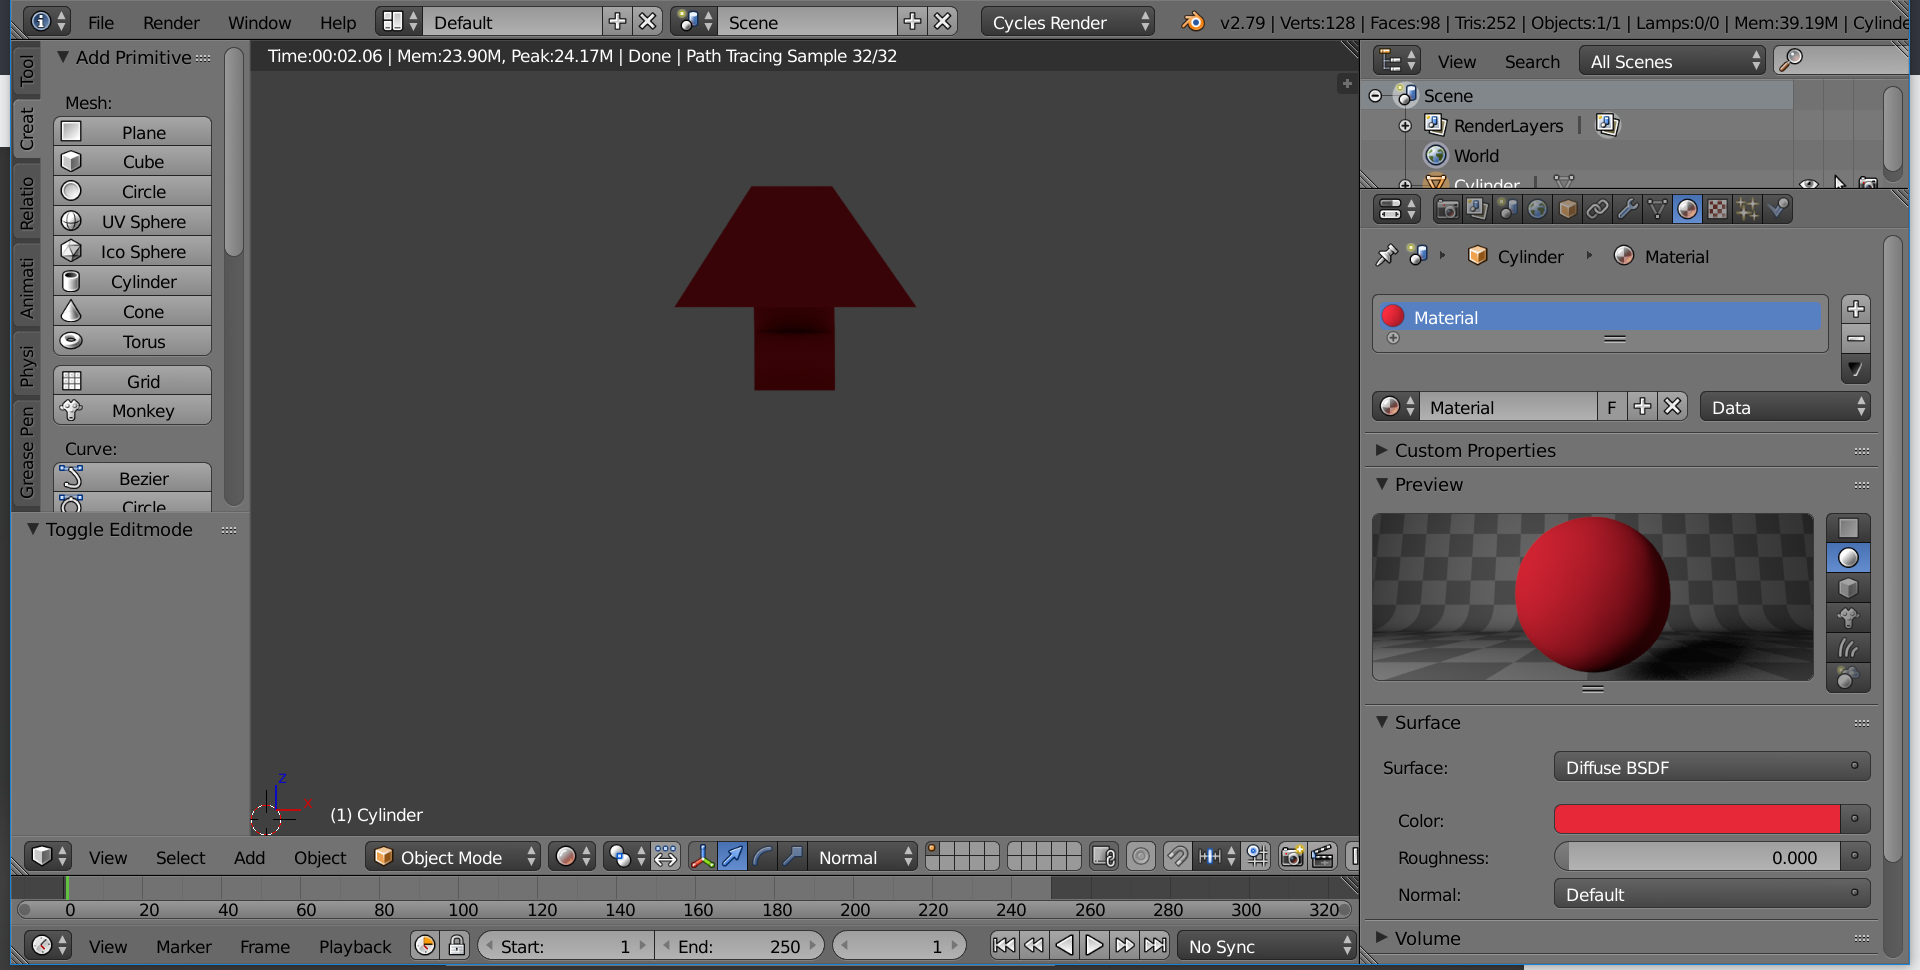 File Render Window Help Default Scene Cycles Render v2.79 | Verts:128 | Faces:98 | Tris:252 | Objects:1/1 | Lamps:0/0 | Mem:39.19M | Cylinde
Time:00:02.06 | Mem:23.90M, Peak:24.17M | Done | Path Tracing Sample 32/32
Tool
Creat
Relatio
Animati
Physi
Grease Pen
Add Primitive
Mesh:
Plane
Cube
Circle
UV Sphere
Ico Sphere
Cylinder
Cone
Torus
Grid
Monkey
Curve:
Bezier
Circle
Toggle Editmode
z
x
(1) Cylinder
View Select Add Object Object Mode Normal
0 20 40 60 80 100 120 140 160 180 200 220 240 260 280 300 320
View Marker Frame Playback Start: 1 End: 250 1 No Sync
View Search All Scenes
Scene
RenderLayers
World
Cylinder
Cylinder Material
Material
Material F Data
Custom Properties
Preview
Surface
Surface: Diffuse BSDF
Color:
Roughness: 0.000
Normal: Default
Volume